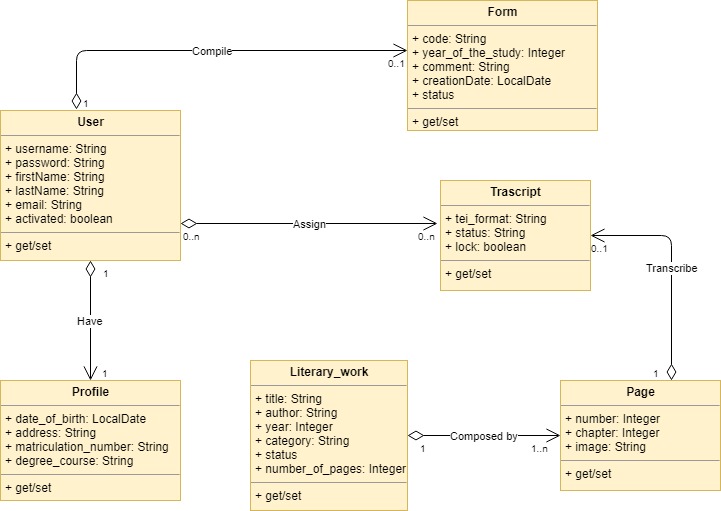 Form
+ code: String
+ year_of_the_study: Integer
+ comment: String
+ creationDate: LocalDate
+ status
+ get/set
Compile
0..1
1
User
+ username: String
+ password: String
+ firstName: String
+ lastName: String
+ email: String
+ activated: boolean
+ get/set
0..n
Assign
0..n
Trascript
+ tei_format: String
+ status: String
+ lock: boolean
+ get/set
0..1
Transcribe
1
1
Have
1
Profile
+ date_of_birth: LocalDate
+ address: String
+ matriculation_number: String
+ degree_course: String
+ get/set
Literary_work
+ title: String
+ author: String
+ year: Integer
+ category: String
+ status
+ number_of_pages: Integer
+ get/set
1
Composed by
1..n
Page
+ number: Integer
+ chapter: Integer
+ image: String
+ get/set